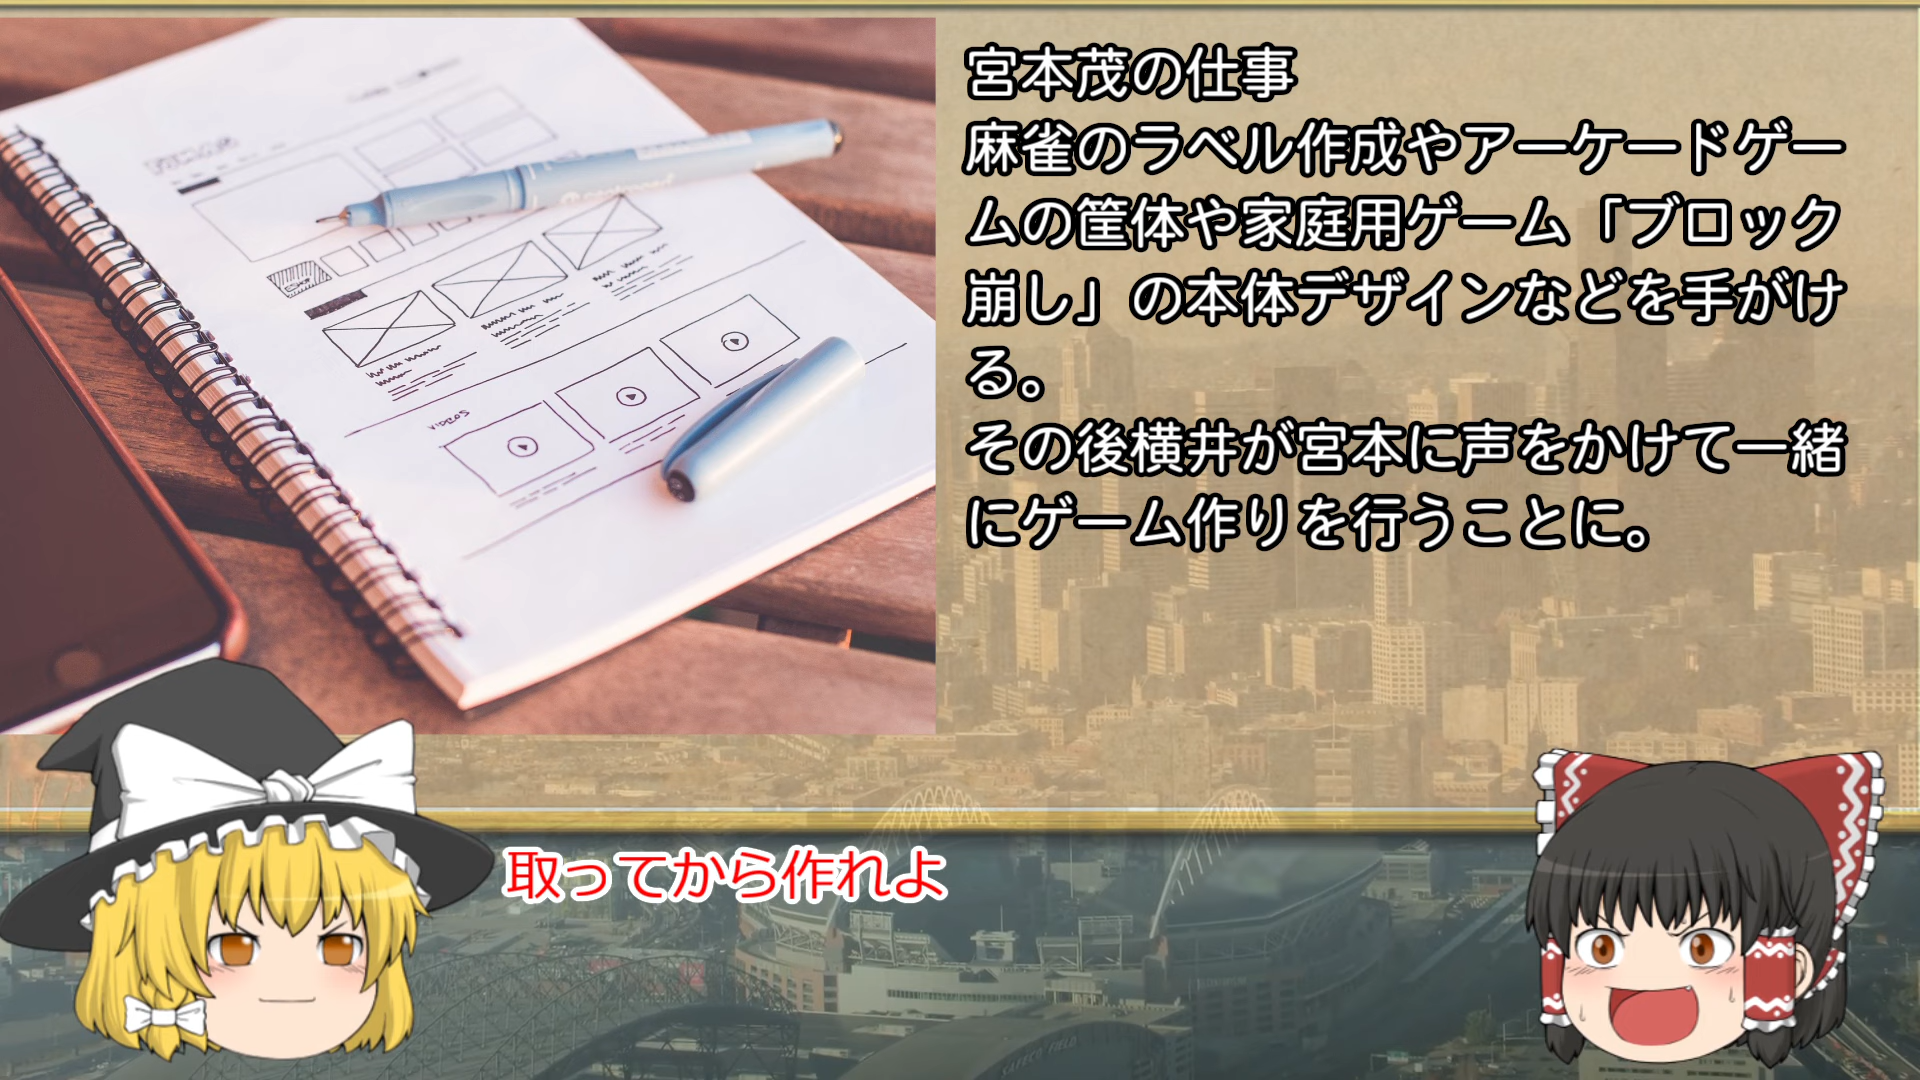 宮本茂の仕事
麻雀のラベル作成やアーケードゲー
ムの筐体や家庭用ゲーム「ブロック
崩し」の本体デザインなどを手がけ
る。
その後横井が宮本に声をかけて一緒
にゲーム作りを行うことに。
取ってから作れよ
VIDEOS
SAFECO FIELD